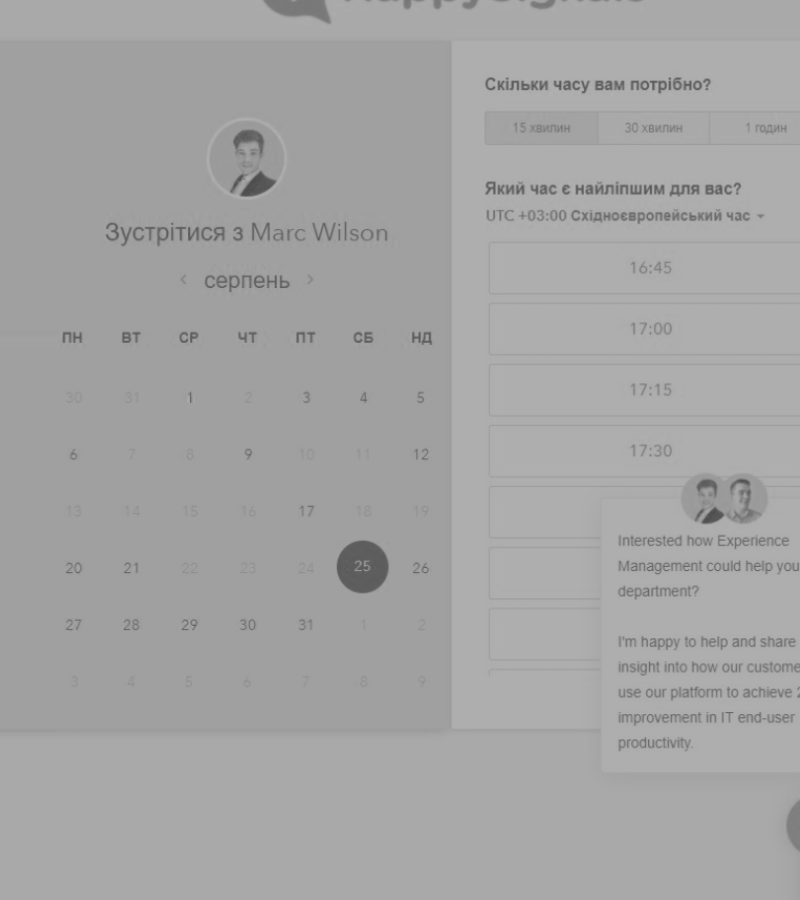 Скільки часу вам потрібно?
15 хвилин 30 хвилин 1 годин
Який час є найліпшим для вас?
UTC +03:00 Східноєвропейський час
16:45
17:00
17:15
17:30
Зустрітися з Marc Wilson
серпень
ПН ВТ СР ЧТ ПТ СБ НД
30 31 1 2 3 4 5
6 7 8 9 10 11 12
13 14 15 16 17 18 19
20 21 22 23 24 25 26
27 28 29 30 31 1 2
3 4 5 6 7 8 9
Interested how Experience
Management could help you
department?
I'm happy to help and share
insight into how our custome
use our platform to achieve 2
improvement in IT end-user
productivity.